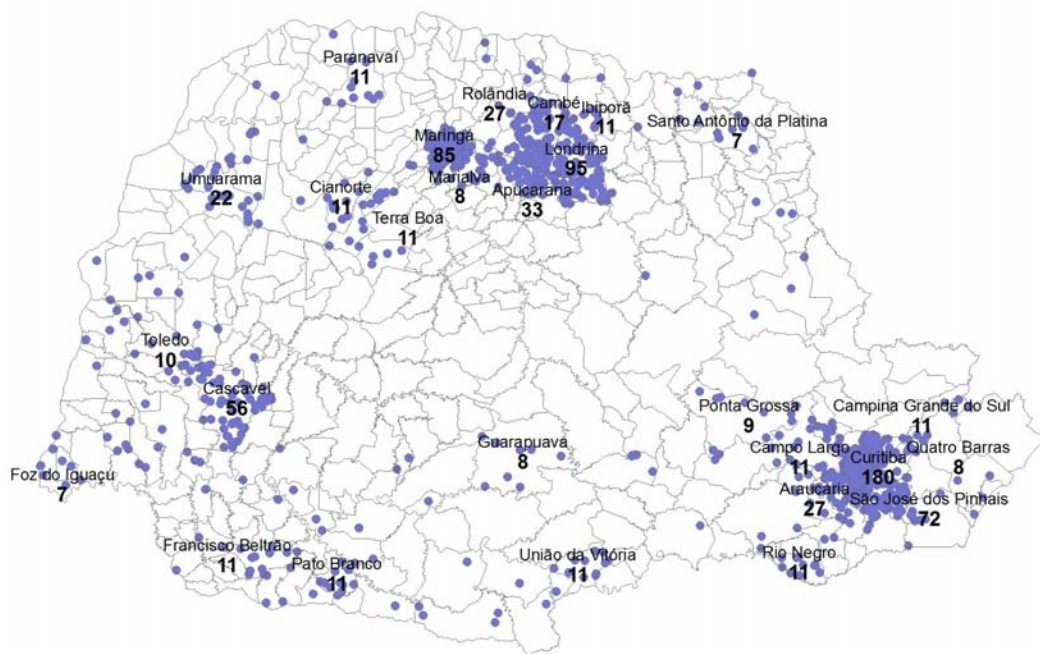 Paranavaí
11
Rolândia
27
Cambé
17
Ibiporã
11
Santo Antônio da Platina
7
Maringá
85
Londrina
95
Marialva
8
Apucarana
33
Umuarama
22
Cianorte
11
Terra Boa
11
Toledo
10
Cascavel
56
Ponta Grossa
9
Campina Grande do Sul
11
Guarapuava
8
Campo Largo
11
Curitiba
180
Quatro Barras
8
Foz do Iguaçu
7
Araucária
27
São José dos Pinhais
72
Francisco Beltrão
11
Pato Branco
11
União da Vitória
11
Rio Negro
11